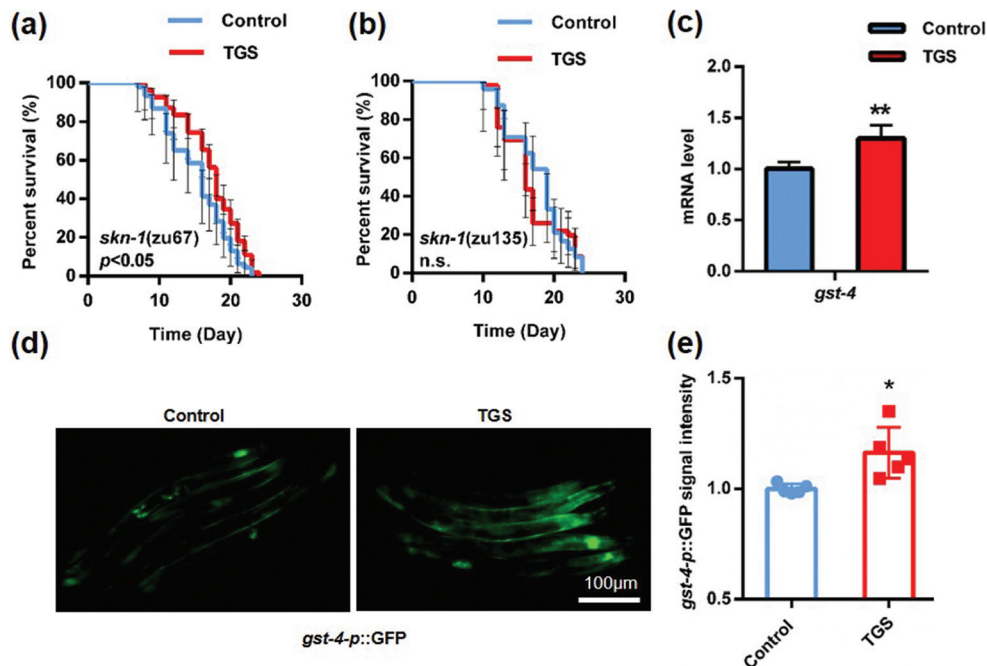 (a)
Control
TGS
Percent survival (%)
100
80
60
40
20
0
skn-1(zu67)
p<0.05
0
10
20
30
Time (Day)
(b)
Control
TGS
Percent survival (%)
100
80
60
40
20
0
skn-1(zu135)
n.s.
0
10
20
30
Time (Day)
(c)
Control
TGS
mRNA level
2.0
1.5
1.0
0.5
0.0
**
gst-4
(d)
Control
TGS
100μm
gst-4-p::GFP
(e)
gst-4-p::GFP signal intensity
1.5
1.0
0.5
*
Control
TGS